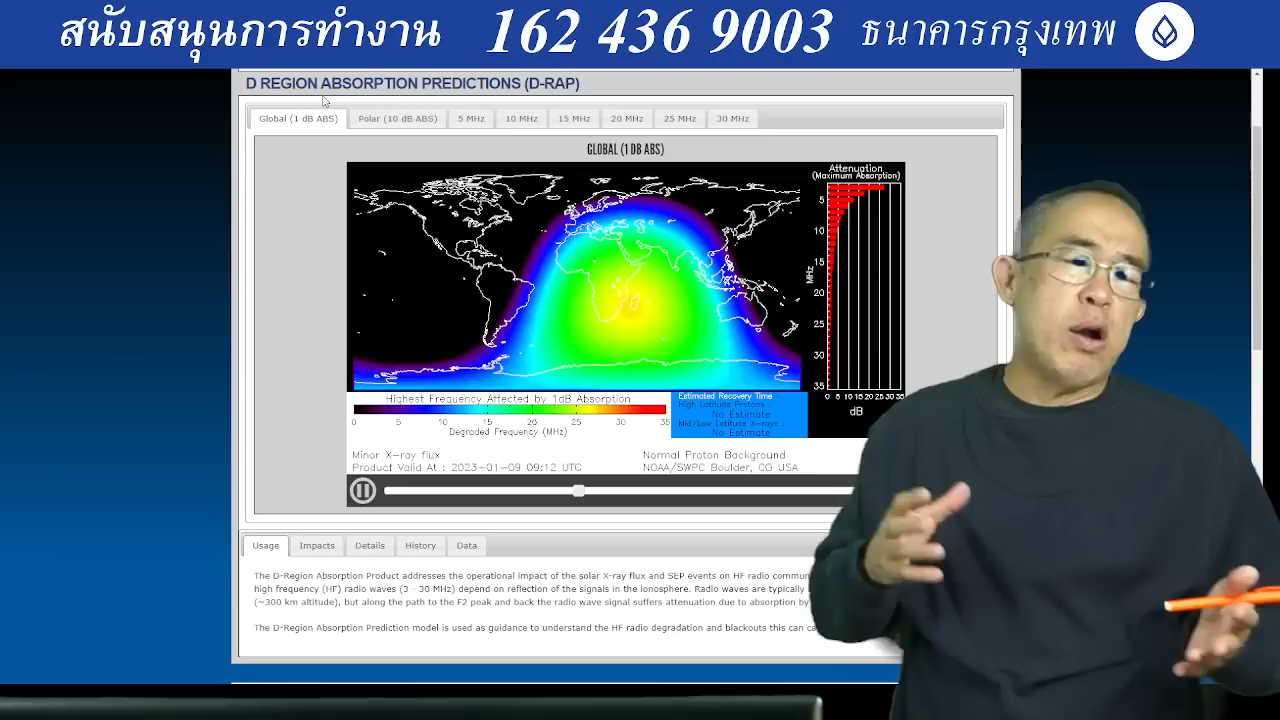 สนับสนุนการทำงาน 162 436 9003 ธนาคารกรุงเทพ
D REGION ABSORPTION PREDICTIONS (D-RAP)
Global (1 dB ABS) Polar (10 dB ABS) 5 MHz 10 MHz 15 MHz 20 MHz 25 MHz 30 MHz
GLOBAL (1 DB ABS)
Attenuation
(Maximum Absorption)
5
10
15
20
25
30
35
MHz
0 5 10 15 20 25 30 35
dB
Highest Frequency Affected by 1dB Absorption
0 5 10 15 20 25 30 35
Degraded Frequency (MHz)
Estimated Recovery Time
High Latitude Protons :
No Estimate
Mid/Low Latitude X-rays :
No Estimate
Minor X-ray flux Normal Proton Background
Product Valid At : 2023-01-09 09:12 UTC NOAA/SWPC Boulder, CO USA
Usage Impacts Details History Data
The D-Region Absorption Product addresses the operational impact of the solar X-ray flux and SEP events on HF radio commun
high frequency (HF) radio waves (3 - 30 MHz) depend on reflection of the signals in the ionosphere. Radio waves are typically
(~300 km altitude), but along the path to the F2 peak and back the radio wave signal suffers attenuation due to absorption by
The D-Region Absorption Prediction model is used as guidance to understand the HF radio degradation and blackouts this can